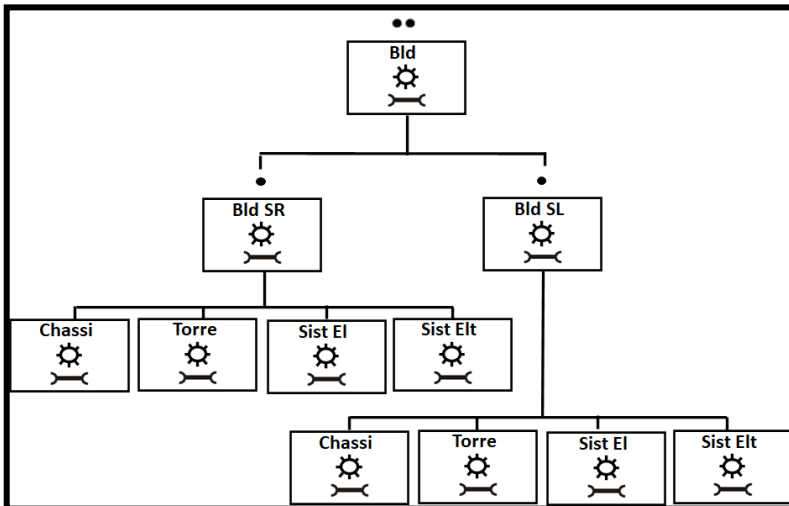 Bld
Bld SR
Bld SL
Chassi
Torre
Sist El
Sist Elt
Chassi
Torre
Sist El
Sist Elt